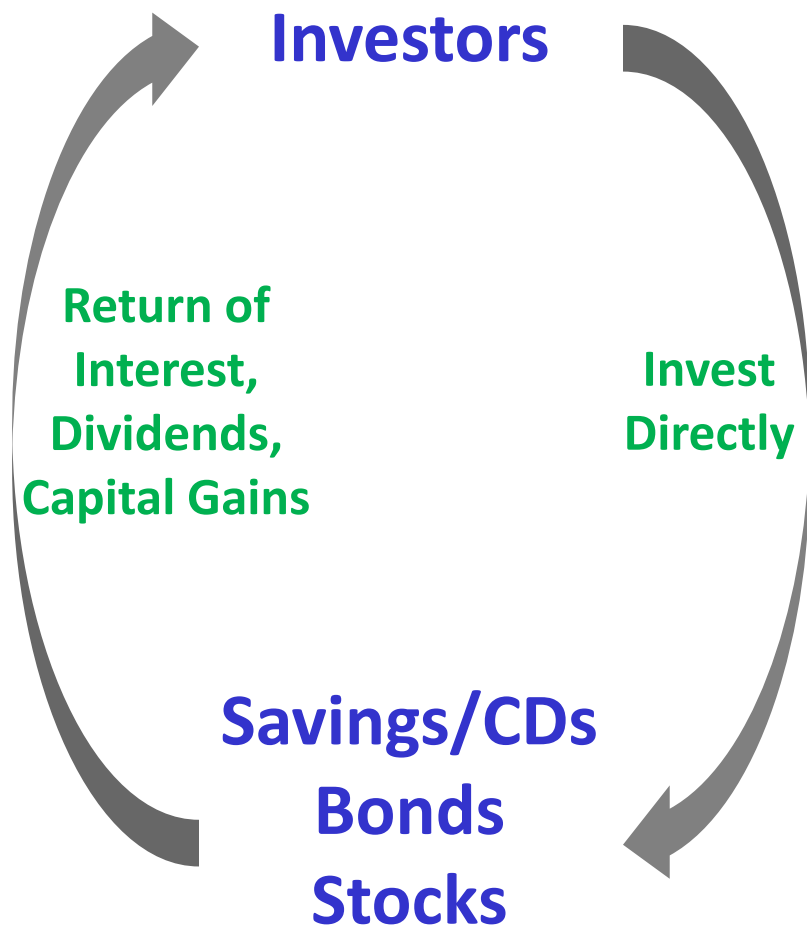 Investors
Return of
Interest,
Dividends,
Capital Gains
Invest
Directly
Savings/CDs
Bonds
Stocks